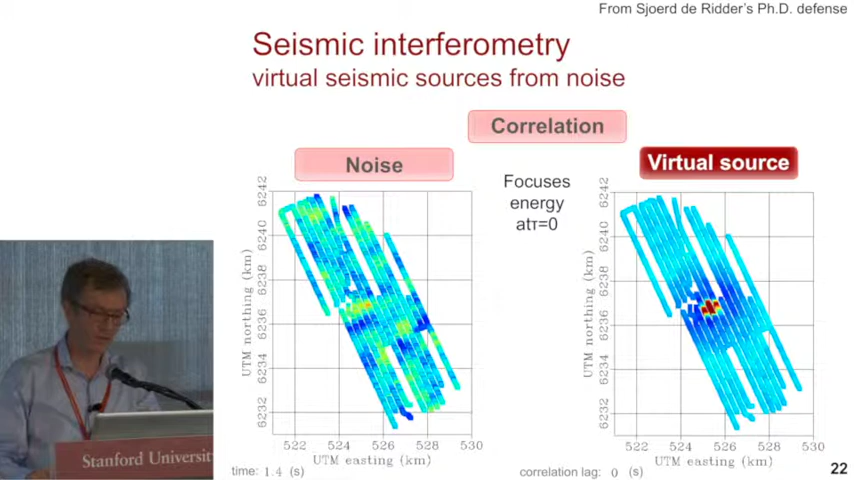 From Sjoerd de Ridder's Ph.D. defense
Seismic interferometry
virtual seismic sources from noise
Correlation
Noise
Virtual source
Focuses
energy
atτ=0
6242
6240
6238
6236
6234
6232
UTM northing (km)
522 524 526 528 530
UTM easting (km)
time: 1.4 (s)
6242
6240
6238
6236
6234
6232
UTM northing (km)
522 524 526 528 530
UTM easting (km)
correlation lag: 0 (s)
22
Stanford University